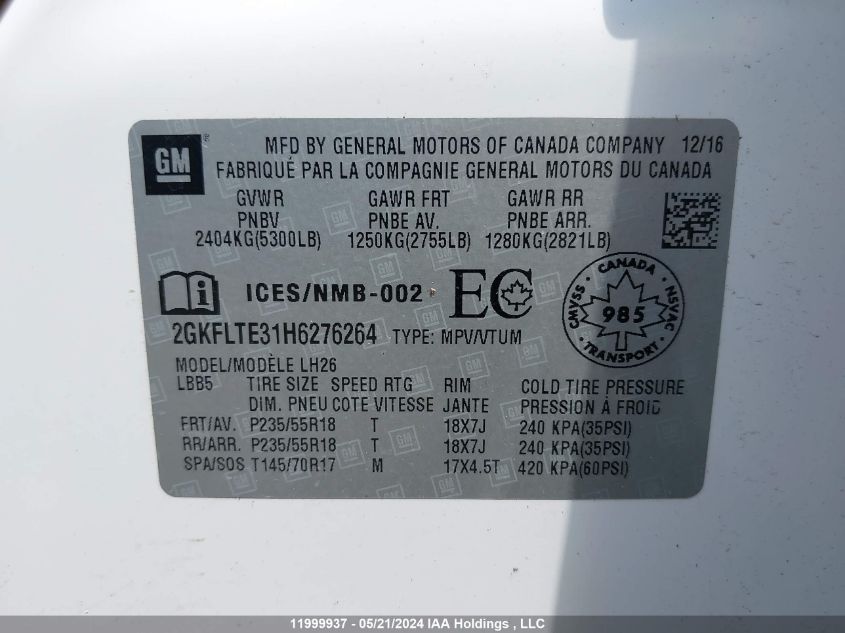 GM MFD BY GENERAL MOTORS OF CANADA COMPANY 12/16
FABRIQUÉ PAR LA COMPAGNIE GENERAL MOTORS DU CANADA
GVWR GAWR FRT GAWR RR
PNBV PNBE AV. PNBE ARR.
2404KG(5300LB) 1250KG(2755LB) 1280KG(2821LB)
ICES/NMB-002 EC
CANADA
CMVSS 985 NSVAC
TRANSPORT
2GKFLTE31H6276264 TYPE: MPV/VTUM
MODEL/MODÈLE LH26
LBB5 TIRE SIZE SPEED RTG RIM COLD TIRE PRESSURE
DIM. PNEU COTE VITESSE JANTE PRESSION À FROID
FRT/AV. P235/55R18 T 18X7J 240 KPA(35PSI)
RR/ARR. P235/55R18 T 18X7J 240 KPA(35PSI)
SPA/SOS T145/70R17 M 17X4.5T 420 KPA(60PSI)
11999937 - 05/21/2024 IAA Holdings , LLC